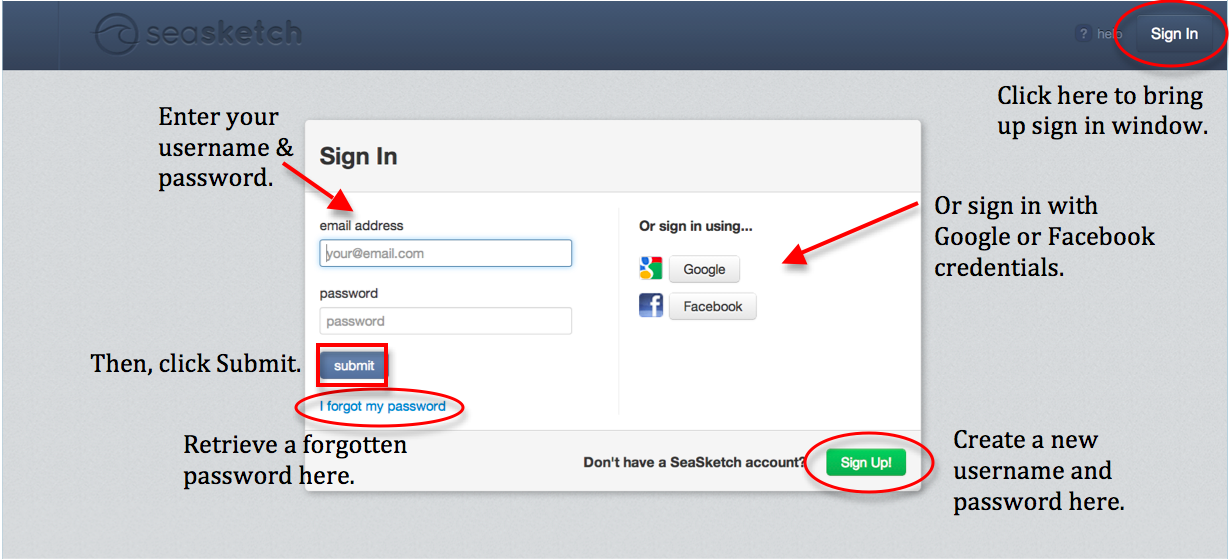 seasketch
? help
Sign In
Click here to bring
up sign in window.
Enter your
username &
password.
Sign In
email address
your@email.com
password
password
Then, click Submit.
submit
I forgot my password
Retrieve a forgotten
password here.
Or sign in using...
Google
Facebook
Or sign in with
Google or Facebook
credentials.
Don't have a SeaSketch account?
Sign Up!
Create a new
username and
password here.